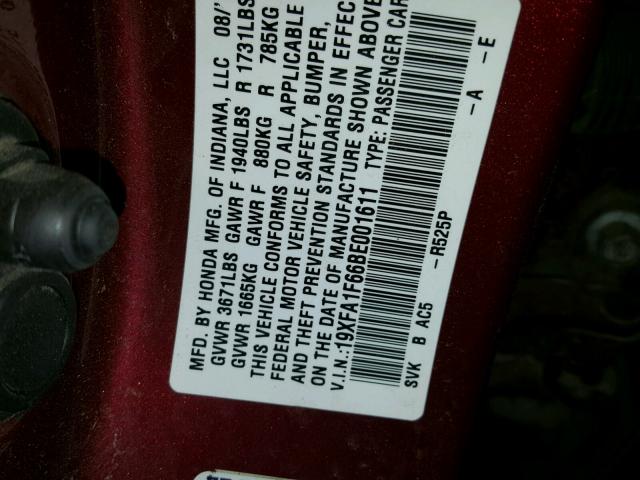 MFD. BY HONDA MFG. OF INDIANA, LLC 08/'
GVWR 3671LBS GAWR F 1940LBS R 1731LBS
GVWR 1665KG GAWR F 880KG R 785KG
THIS VEHICLE CONFORMS TO ALL APPLICABLE
FEDERAL MOTOR VEHICLE SAFETY, BUMPER,
AND THEFT PREVENTION STANDARDS IN EFFEC
ON THE DATE OF MANUFACTURE SHOWN ABOVE
V.I.N.:19XFA1F66BE001611 TYPE: PASSENGER CAR
SVK B AC5 -R525P -A -E